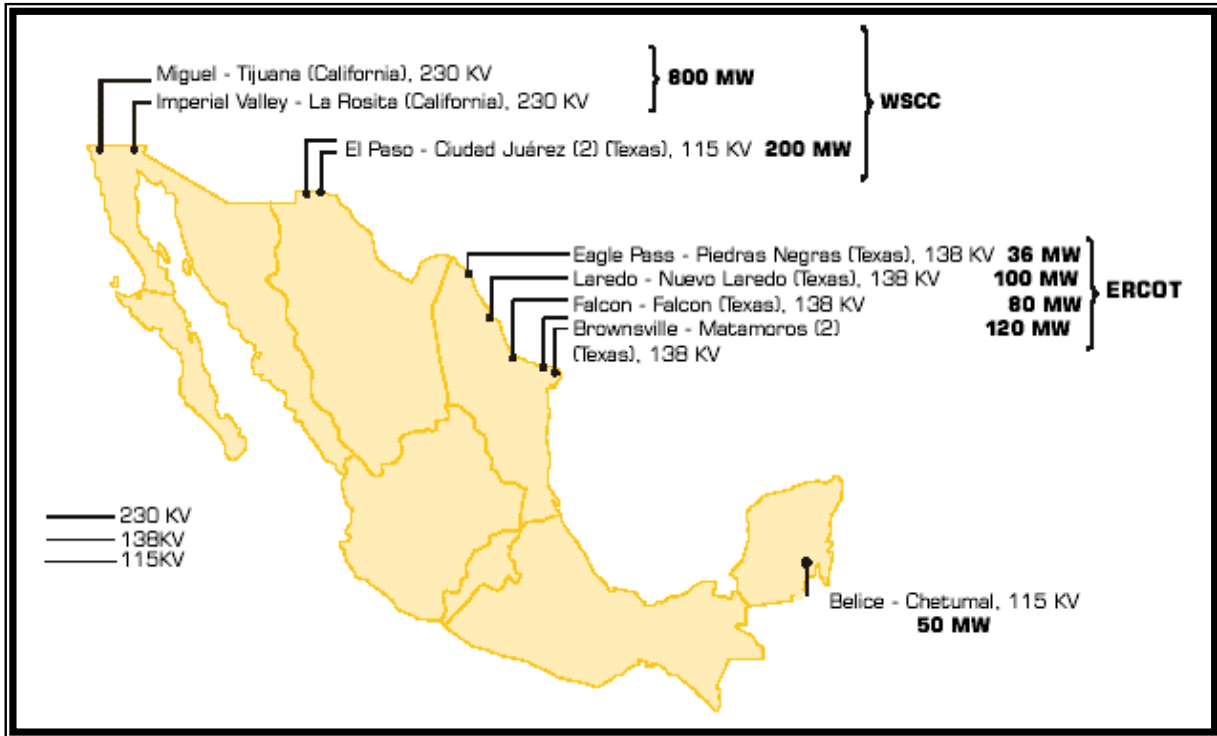 Miguel - Tijuana (California), 230 KV
Imperial Valley - La Rosita (California), 230 KV
800 MW
WSCC
El Paso - Ciudad Juárez (2) (Texas), 115 KV 200 MW
Eagle Pass - Piedras Negras (Texas), 138 KV 36 MW
Laredo - Nuevo Laredo (Texas), 138 KV 100 MW
Falcon - Falcon (Texas), 138 KV 80 MW
Brownsville - Matamoros (2) 120 MW
(Texas), 138 KV
ERCOT
230 KV
138KV
115KV
Belice - Chetumal, 115 KV
50 MW